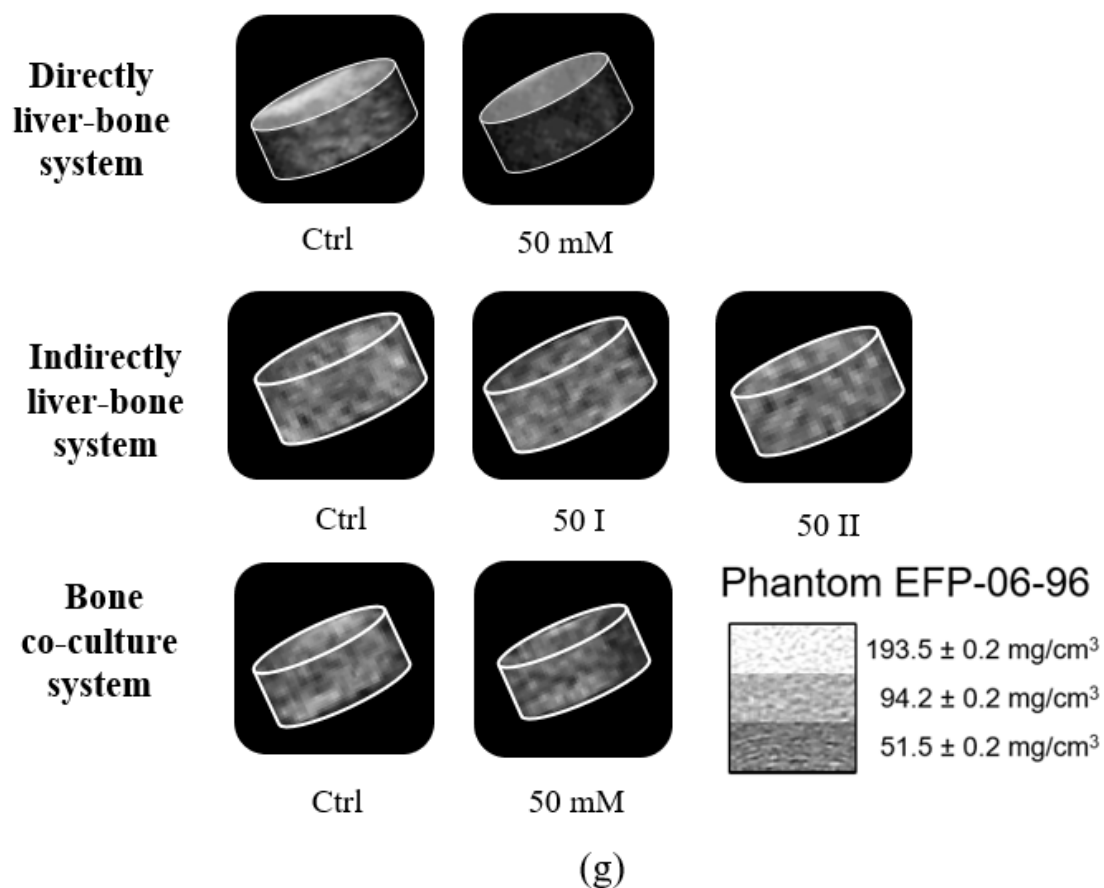 Directly
liver-bone
system
Ctrl
50 mM
Indirectly
liver-bone
system
Ctrl
50 I
50 II
Bone
co-culture
system
Ctrl
50 mM
Phantom EFP-06-96
193.5 ± 0.2 mg/cm³
94.2 ± 0.2 mg/cm³
51.5 ± 0.2 mg/cm³
(g)